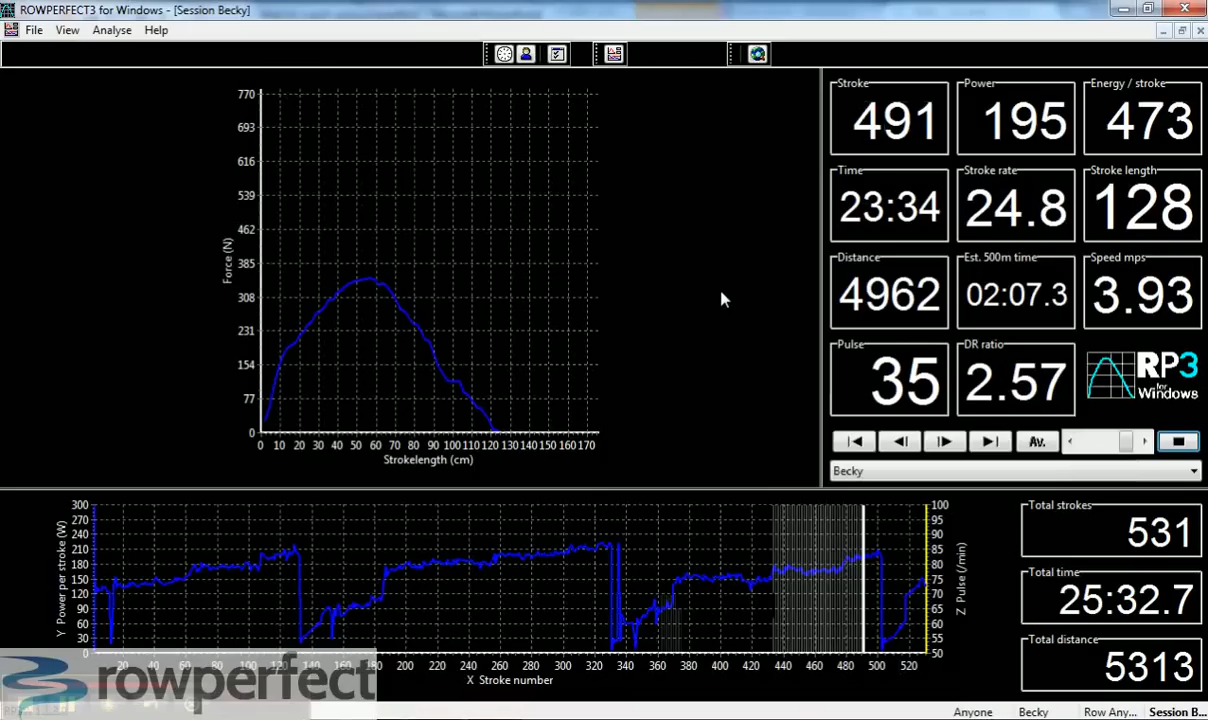 ROWPERFECT3 for Windows - [Session Becky]
File View Analyse Help
770
693
616
539
462
385
308
231
154
77
0
Force (N)
0 10 20 30 40 50 60 70 80 90 100 110 120 130 140 150 160 170
Strokelength (cm)
Stroke
491
Power
195
Energy / stroke
473
Time
23:34
Stroke rate
24.8
Stroke length
128
Distance
4962
Est. 500m time
02:07.3
Speed mps
3.93
Pulse
35
DR ratio
2.57
RP3
for
Windows
Av.
Becky
300
270
240
210
180
150
120
90
60
30
0
Y Power per stroke (W)
100
95
90
85
80
75
70
65
60
55
50
Z Pulse (/min)
20 40 60 80 100 120 140 160 180 200 220 240 260 280 300 320 340 360 380 400 420 440 460 480 500 520
X Stroke number
Total strokes
531
Total time
25:32.7
Total distance
5313
rowperfect
Anyone Becky Row Any... Session B...